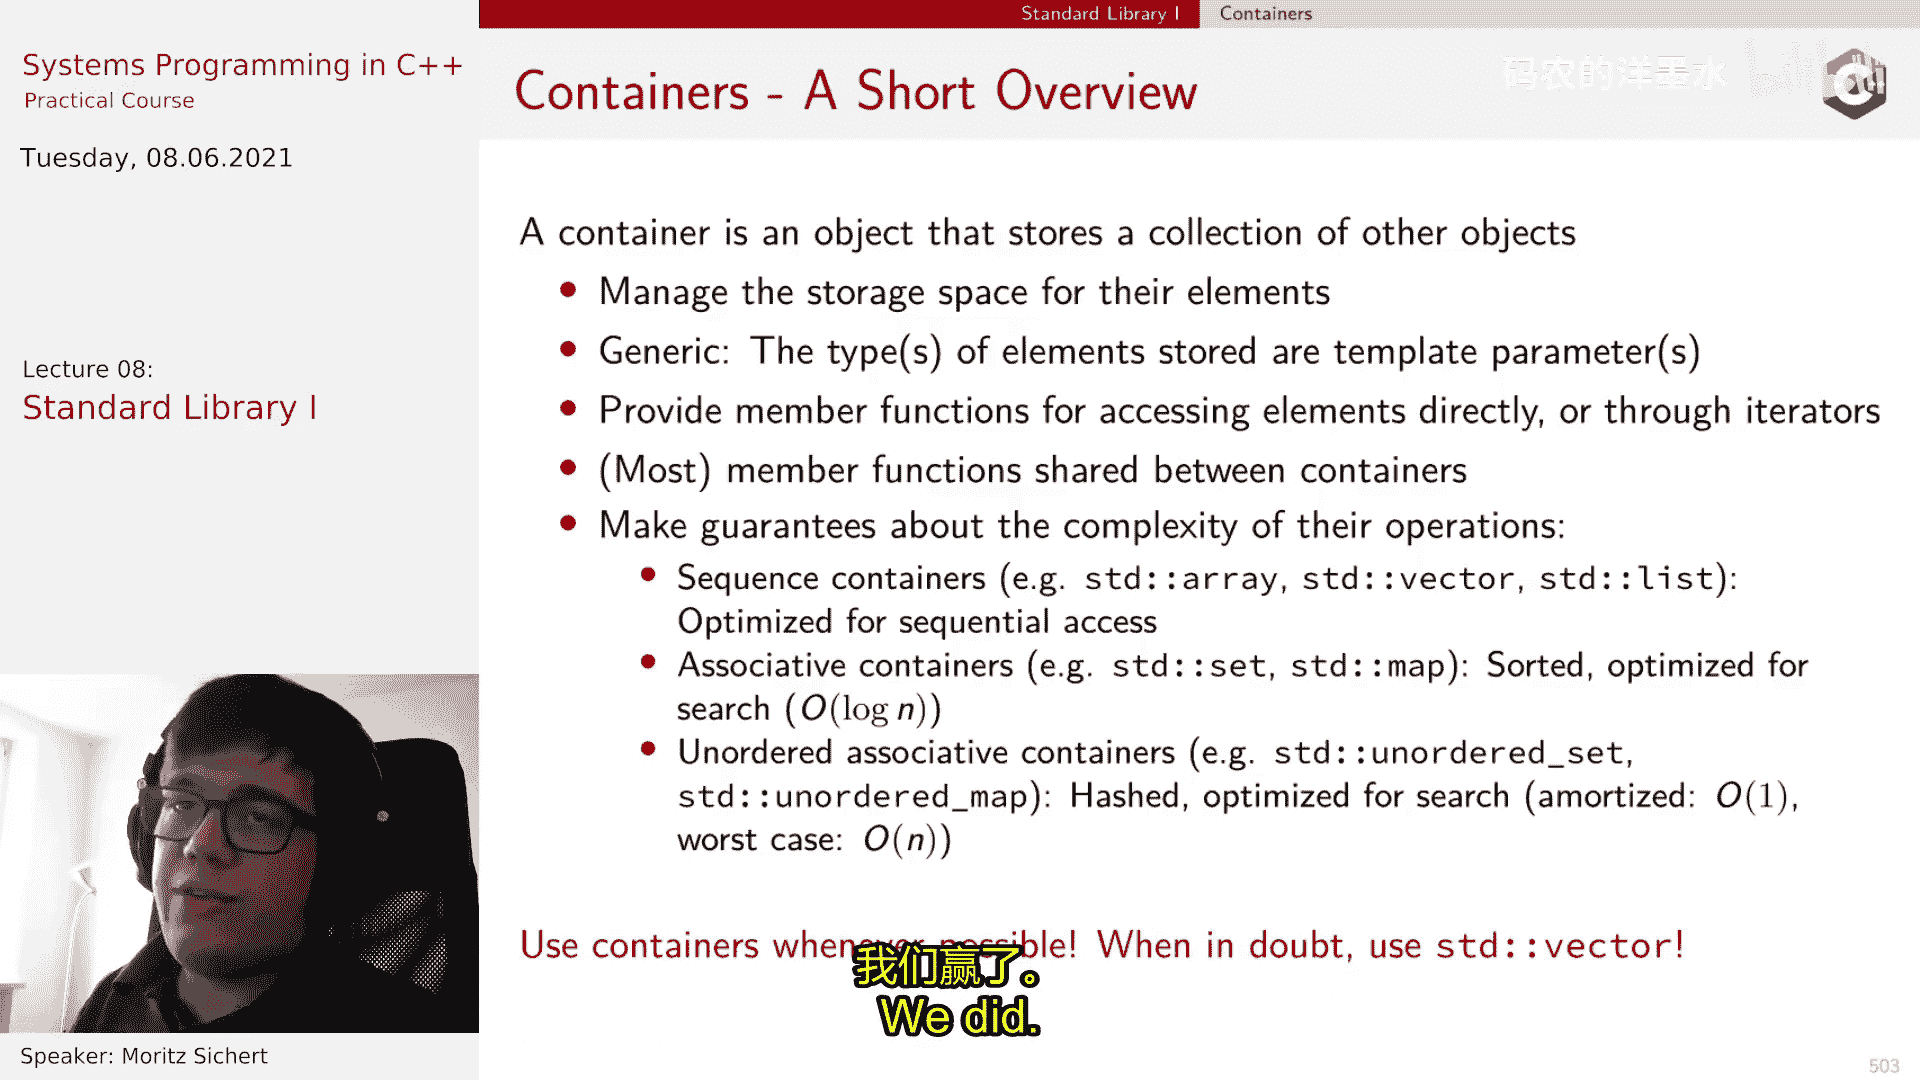 Standard Library I
Containers
Systems Programming in C++
Practical Course
Tuesday, 08.06.2021
Lecture 08:
Standard Library I
Speaker: Moritz Sichert
Containers - A Short Overview
码农的洋墨水
A container is an object that stores a collection of other objects
• Manage the storage space for their elements
• Generic: The type(s) of elements stored are template parameter(s)
• Provide member functions for accessing elements directly, or through iterators
• (Most) member functions shared between containers
• Make guarantees about the complexity of their operations:
• Sequence containers (e.g. std::array, std::vector, std::list):
Optimized for sequential access
• Associative containers (e.g. std::set, std::map): Sorted, optimized for
search (O(log n))
• Unordered associative containers (e.g. std::unordered_set,
std::unordered_map): Hashed, optimized for search (amortized: O(1),
worst case: O(n))
Use containers whenever possible! When in doubt, use std::vector!
我们赢了。
We did.
503